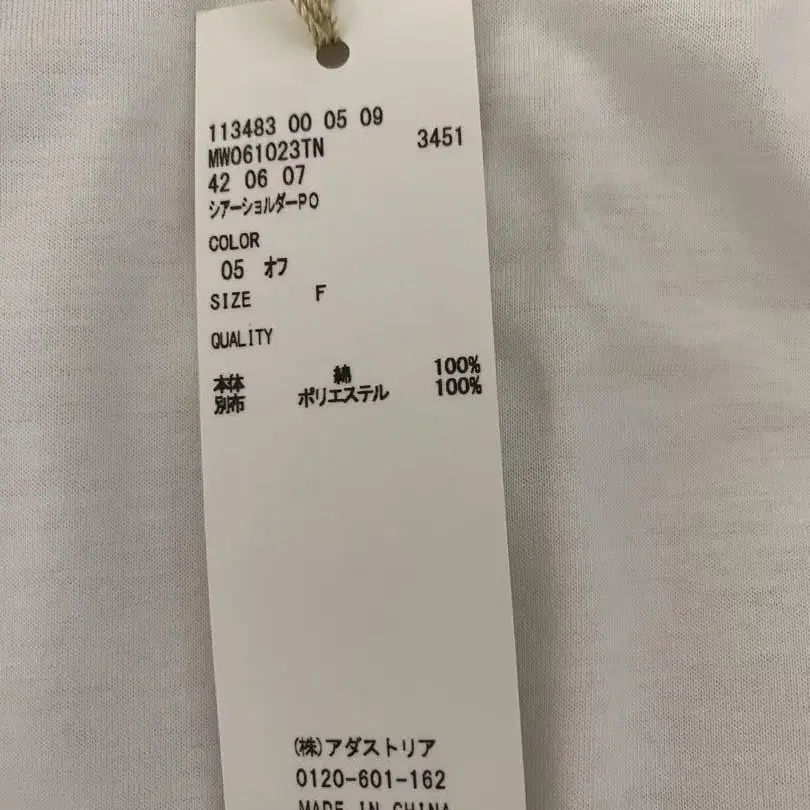 113483 00 05 09
MW061023TN 3451
42 06 07
シアーショルダーPO
COLOR
05 オフ
SIZE F
QUALITY
本体 綿 100%
別布 ポリエステル 100%
(株)アダストリア
0120-601-162
MADE IN CHINA